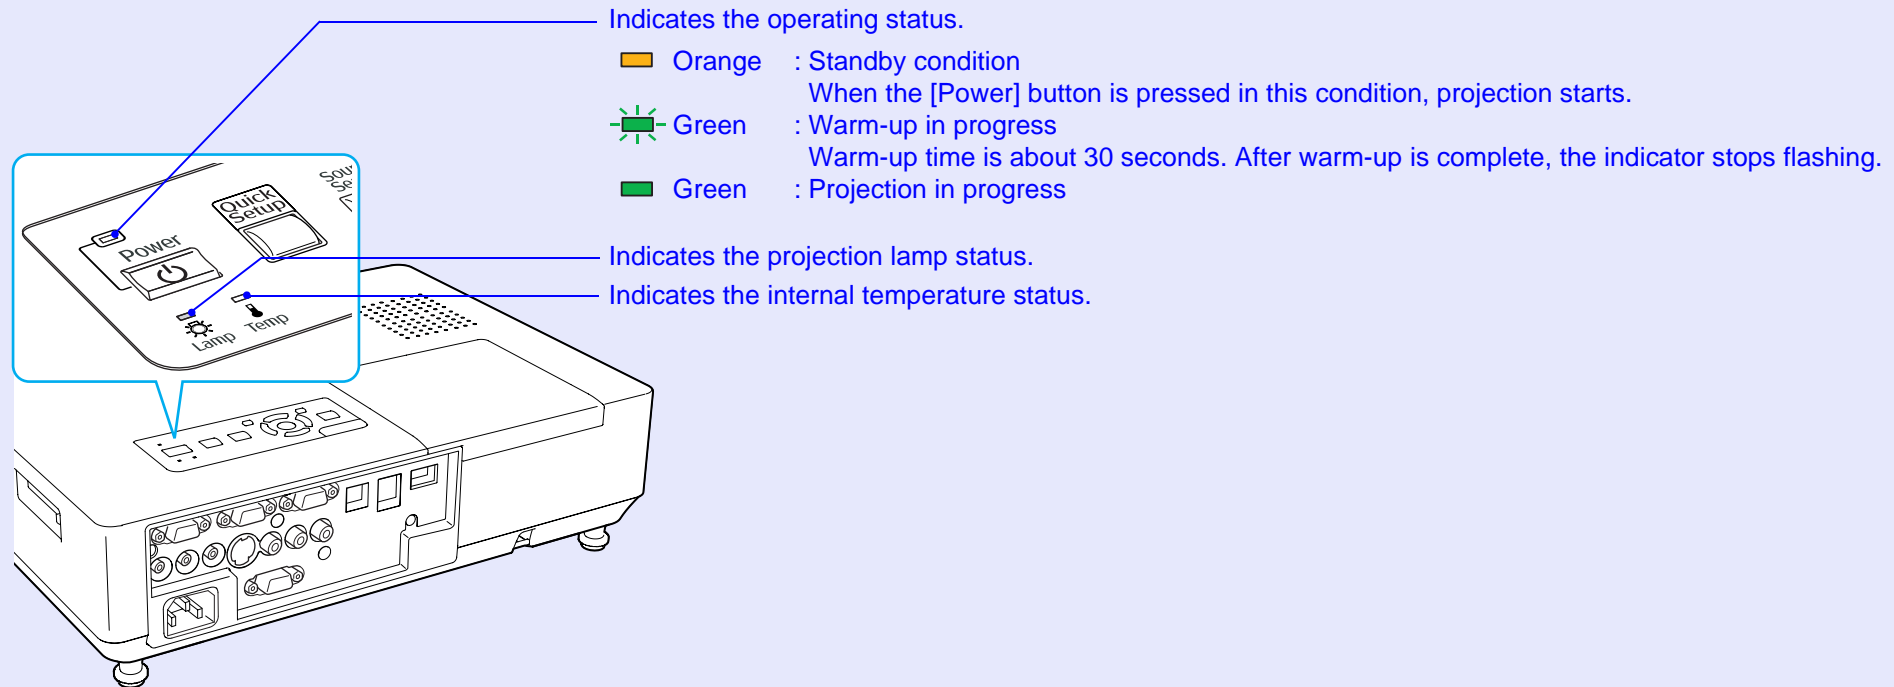 Indicates the operating status.
Orange : Standby condition
When the [Power] button is pressed in this condition, projection starts.
Green : Warm-up in progress
Warm-up time is about 30 seconds. After warm-up is complete, the indicator stops flashing.
Green : Projection in progress
Indicates the projection lamp status.
Indicates the internal temperature status.
Quick
Setup
Power
Lamp
Temp